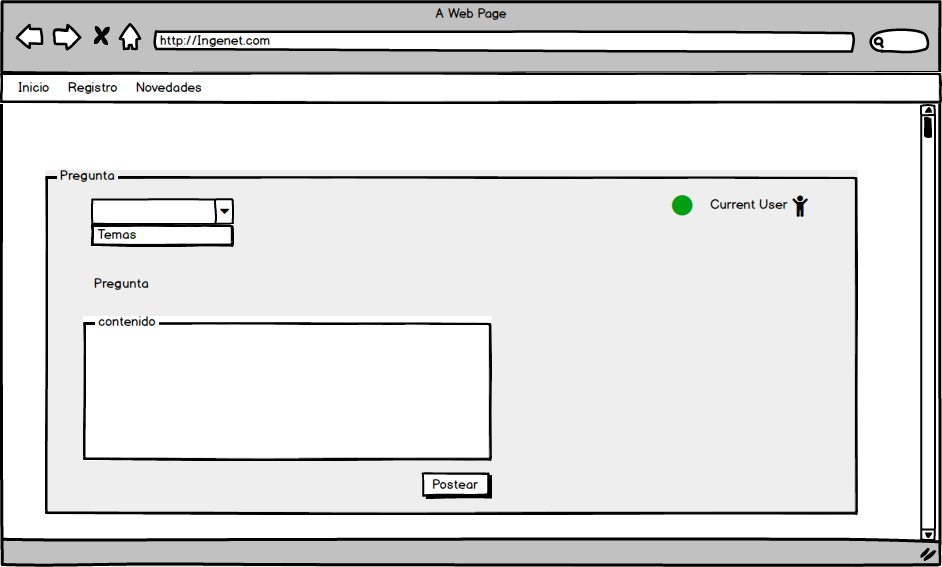 A Web Page
http://Ingenet.com
Inicio Registro Novedades
Pregunta
Current User
Temas
Pregunta
contenido
Postear